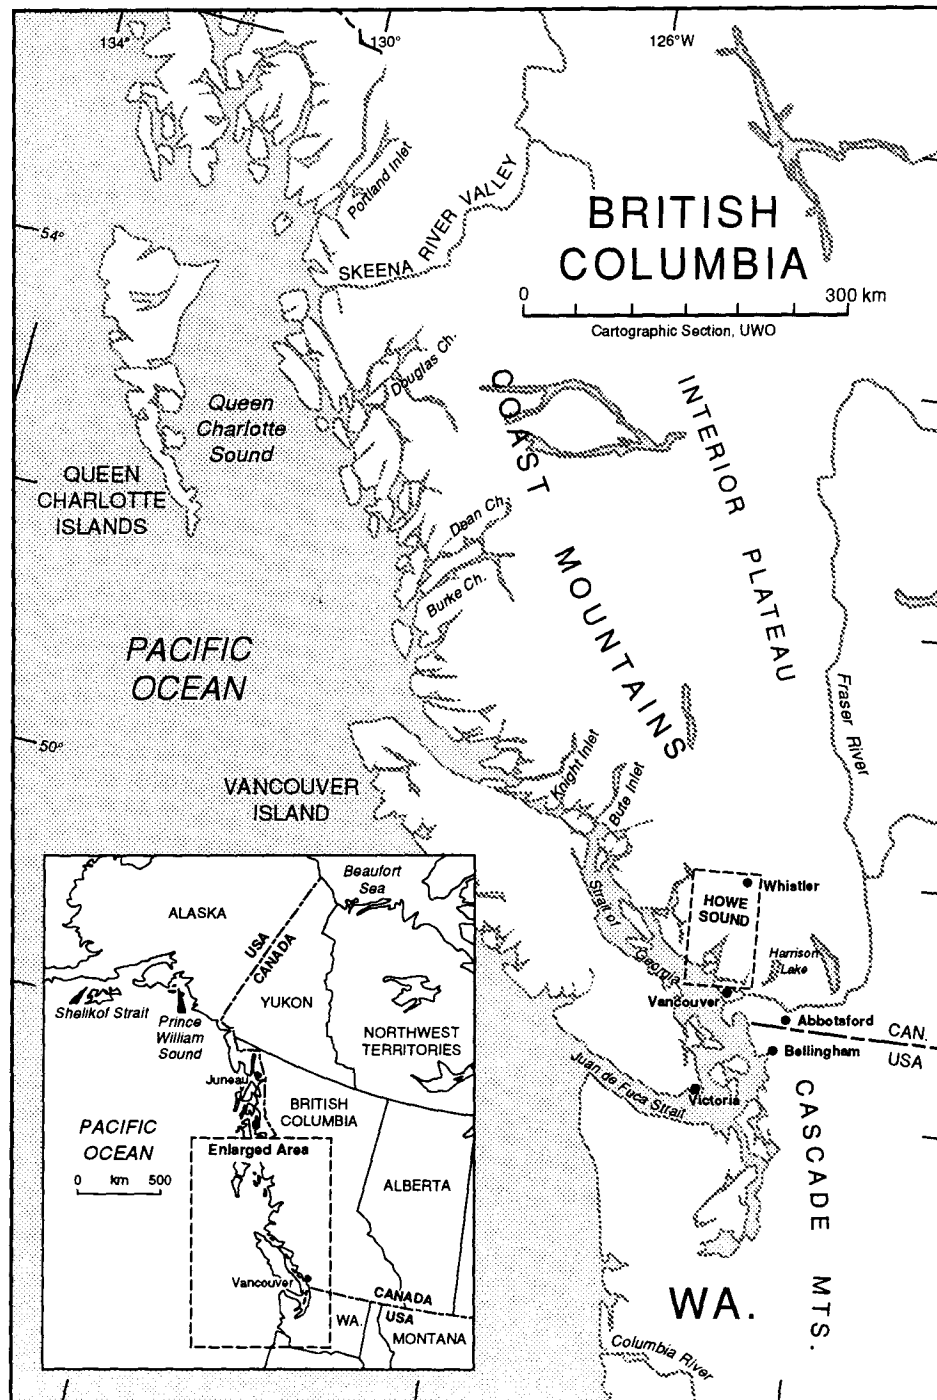 134°
130°
126°W
Portland Inlet
SKEENA RIVER VALLEY
BRITISH
COLUMBIA
54°
0 300 km
Cartographic Section, UWO
Douglas Ch.
COAST MOUNTAINS
INTERIOR PLATEAU
Queen
Charlotte
Sound
QUEEN
CHARLOTTE
ISLANDS
Dean Ch.
Burke Ch.
PACIFIC
OCEAN
Fraser River
50°
Knight Inlet
Bute Inlet
VANCOUVER
ISLAND
Whistler
HOWE
SOUND
Strait of Georgia
Harrison
Lake
Vancouver
Abbotsford
CAN.
USA
Bellingham
Juan de Fuca Strait
Victoria
CASCADE MTS.
WA.
Columbia River
Beaufort
Sea
ALASKA
USA
CANADA
YUKON
Shelikof Strait
Prince
William
Sound
NORTHWEST
TERRITORIES
Juneau
BRITISH
COLUMBIA
PACIFIC
OCEAN
0 km 500
Enlarged Area
ALBERTA
Vancouver
CANADA
USA
WA.
MONTANA